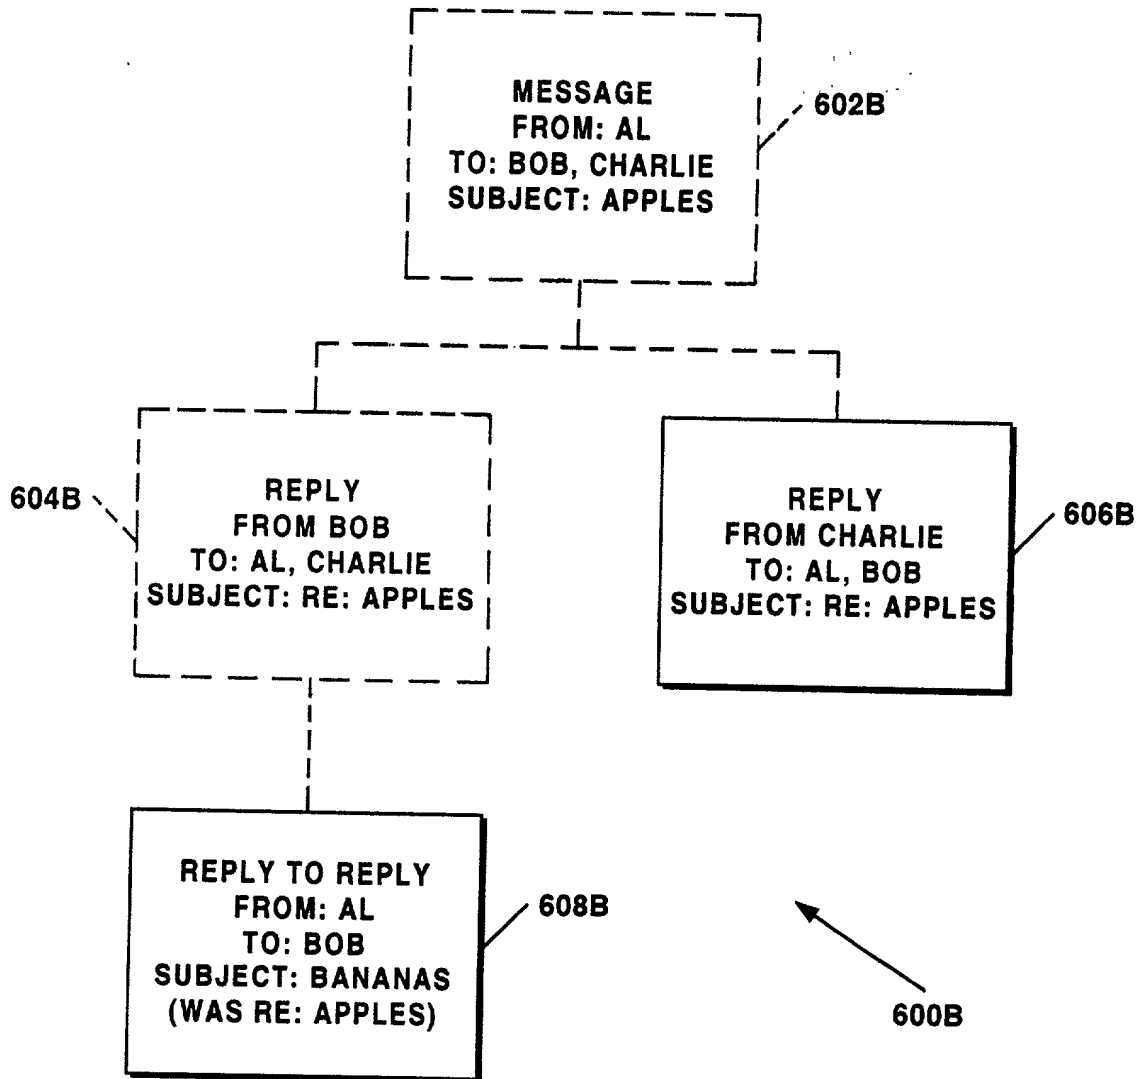 MESSAGE
FROM: AL
TO: BOB, CHARLIE
SUBJECT: APPLES
602B
604B
REPLY
FROM BOB
TO: AL, CHARLIE
SUBJECT: RE: APPLES
REPLY
FROM CHARLIE
TO: AL, BOB
SUBJECT: RE: APPLES
606B
REPLY TO REPLY
FROM: AL
TO: BOB
SUBJECT: BANANAS
(WAS RE: APPLES)
608B
600B